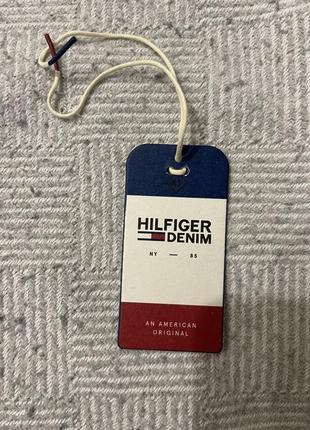 HILFIGER
DENIM
NY — 85
AN AMERICAN
ORIGINAL